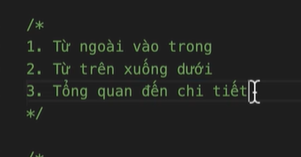 /*
1. Từ ngoài vào trong
2. Từ trên xuống dưới
3. Tổng quan đến chi tiết
*/
/*